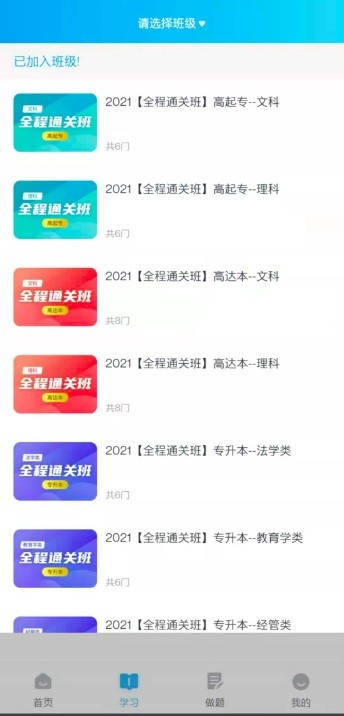 请选择班级
已加入班级!
文科
全程通关班
高起专
2021【全程通关班】高起专--文科
共6门
理科
全程通关班
高起专
2021【全程通关班】高起专--理科
共6门
文科
全程通关班
高达本
2021【全程通关班】高达本--文科
共8门
理科
全程通关班
高达本
2021【全程通关班】高达本--理科
共8门
法学类
全程通关班
专升本
2021【全程通关班】专升本--法学类
共6门
教育学类
全程通关班
专升本
2021【全程通关班】专升本--教育学类
共6门
经管类
2021【全程通关班】专升本--经管类
首页
学习
做题
我的